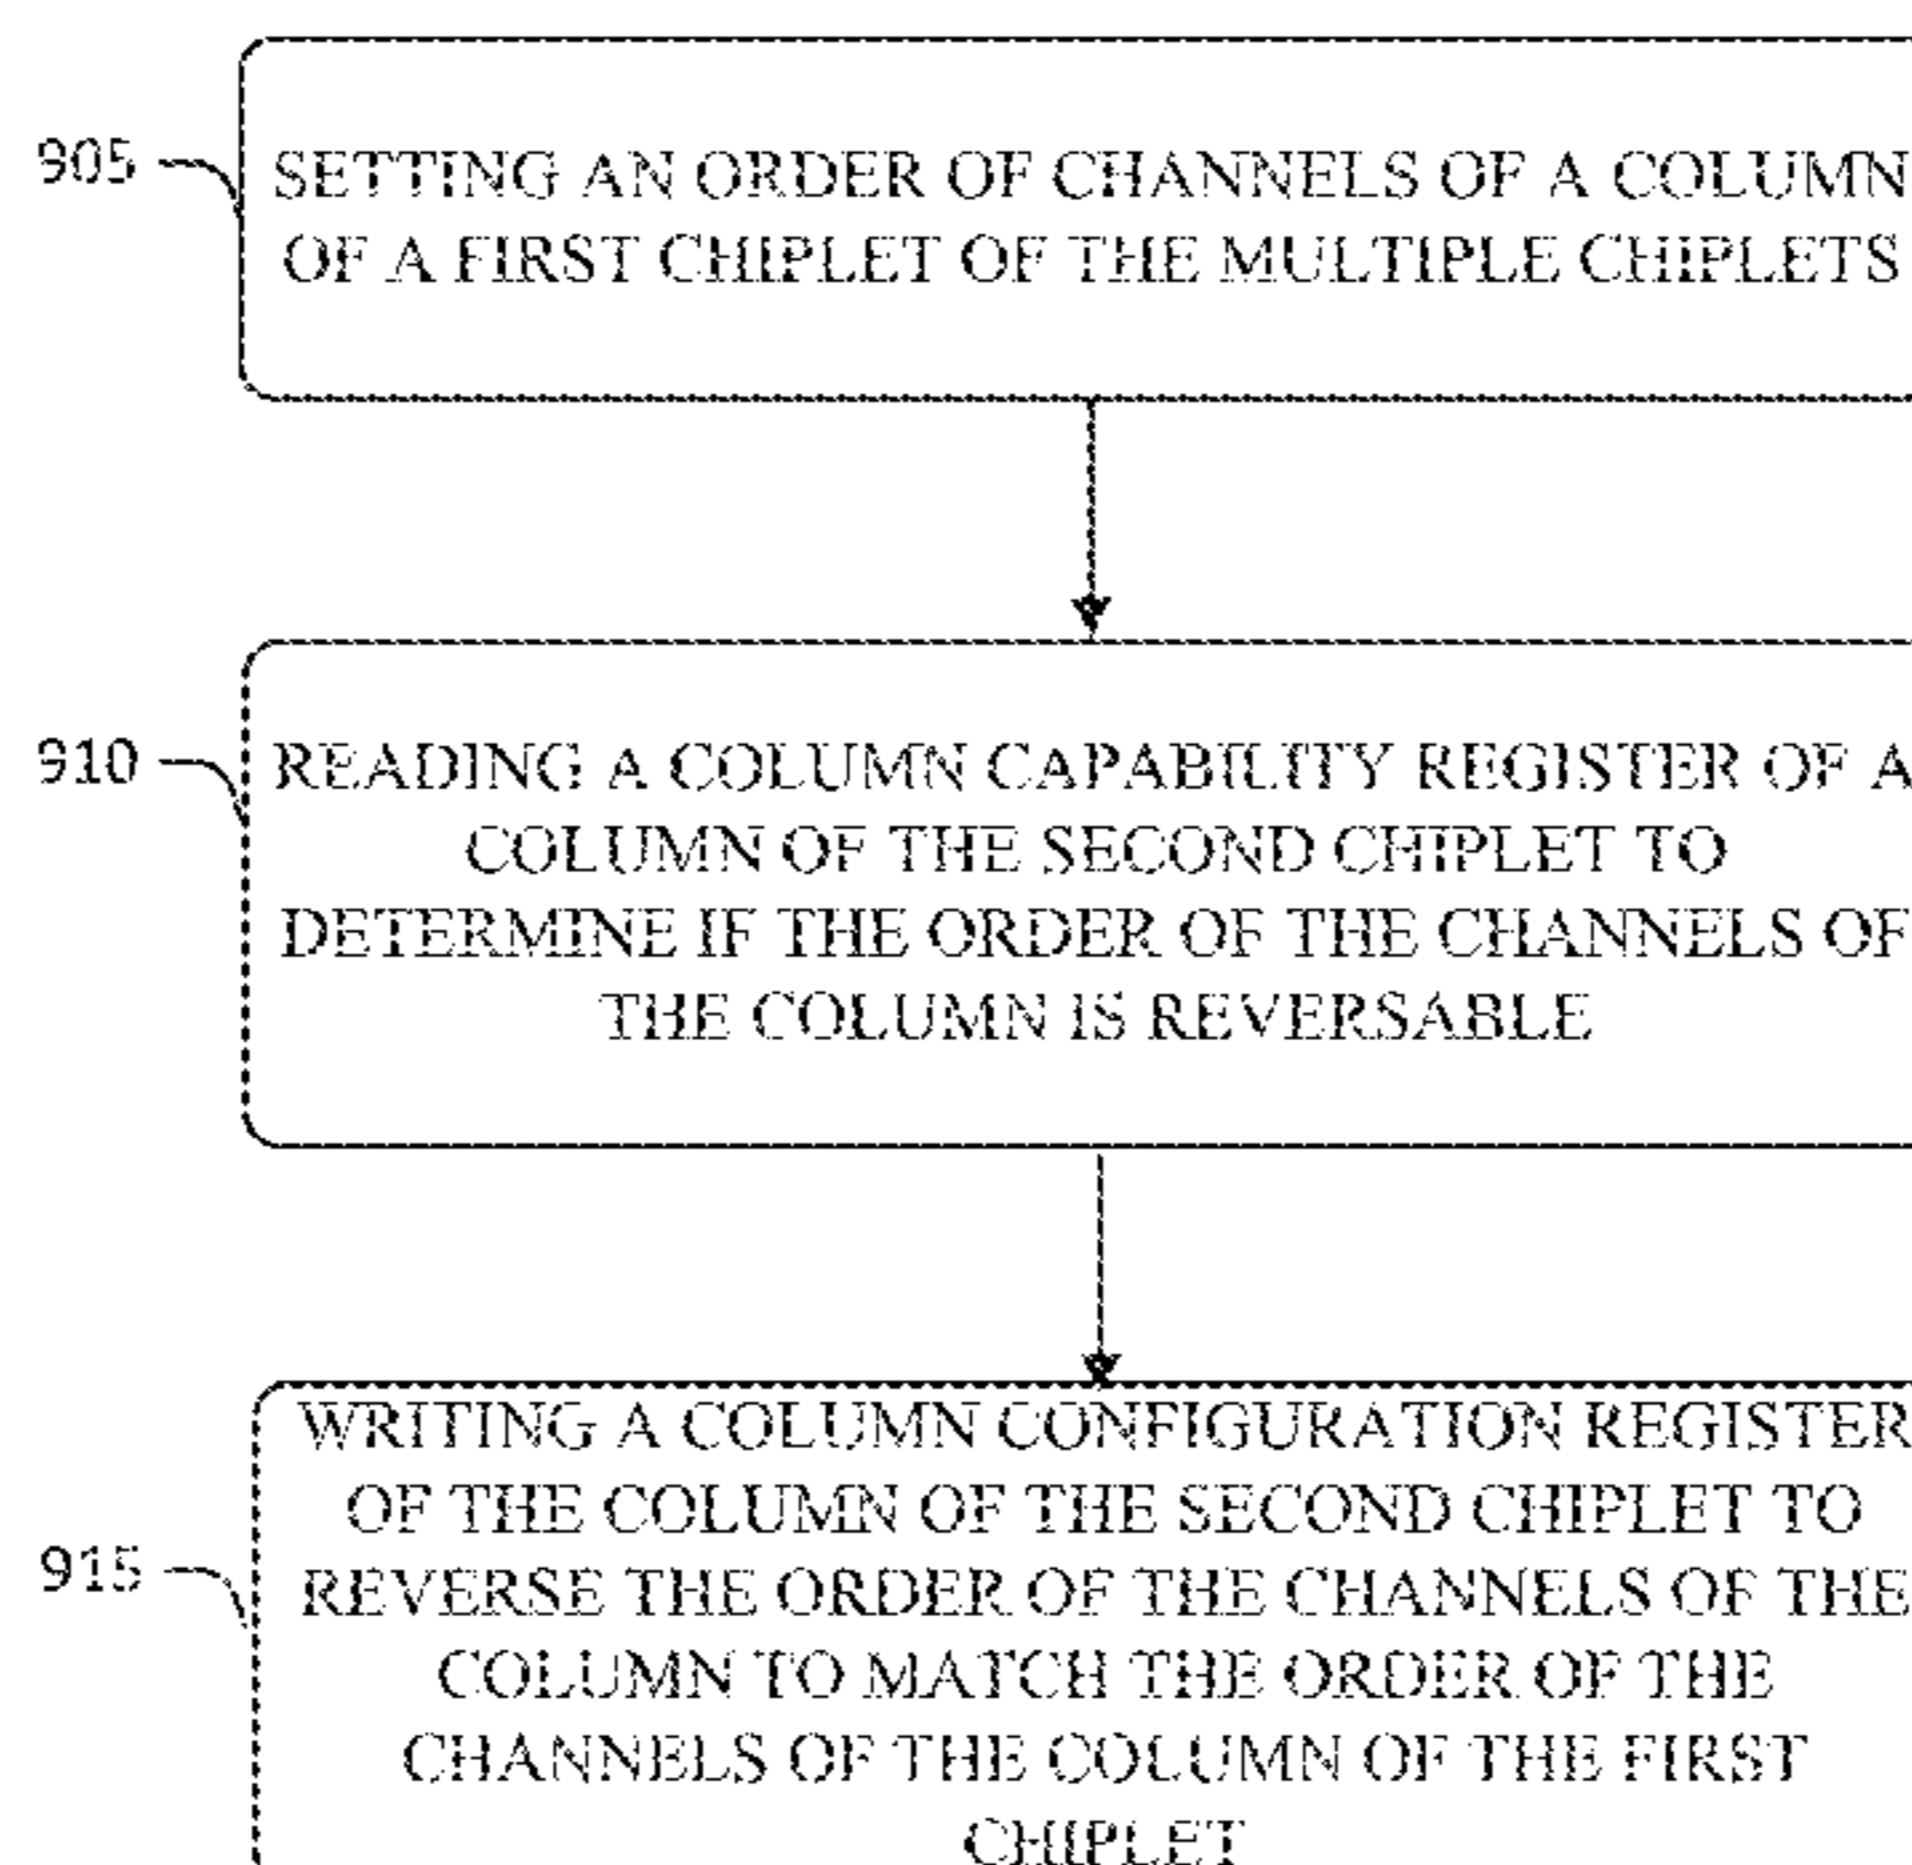 905
SETTING AN ORDER OF CHANNELS OF A COLUMN
OF A FIRST CHIPLET OF THE MULTIPLE CHIPLETS
910
READING A COLUMN CAPABILITY REGISTER OF A
COLUMN OF THE SECOND CHIPLET TO
DETERMINE IF THE ORDER OF THE CHANNELS OF
THE COLUMN IS REVERSABLE
915
WRITING A COLUMN CONFIGURATION REGISTER
OF THE COLUMN OF THE SECOND CHIPLET TO
REVERSE THE ORDER OF THE CHANNELS OF THE
COLUMN TO MATCH THE ORDER OF THE
CHANNELS OF THE COLUMN OF THE FIRST
CHIPLET